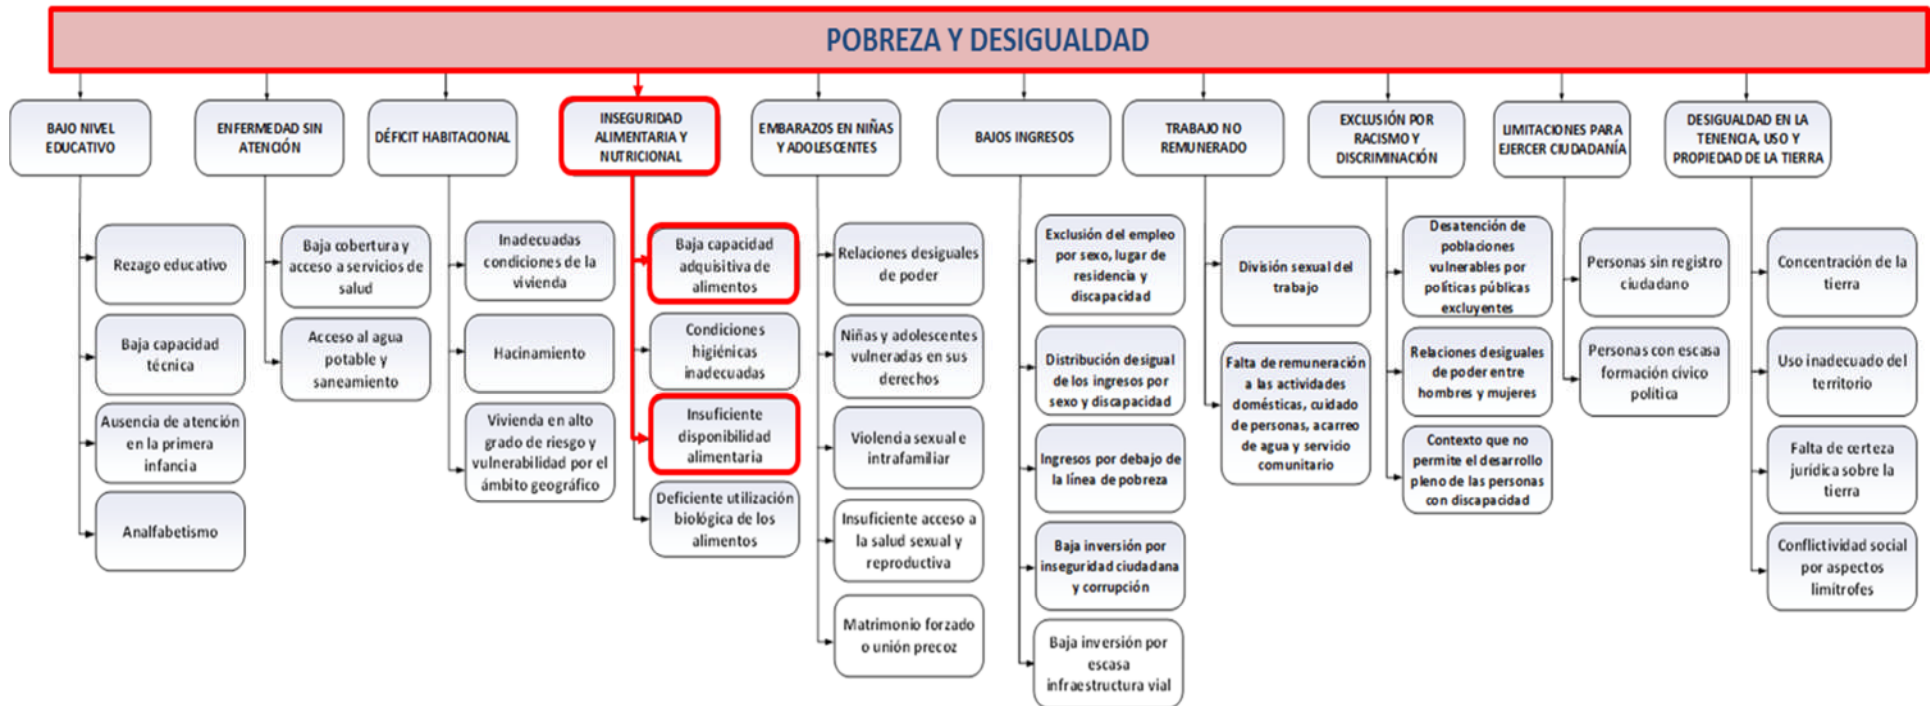 POBREZA Y DESIGUALDAD
BAJO NIVEL
EDUCATIVO
Rezago educativo
Baja capacidad
técnica
Ausencia de atención
en la primera
infancia
Analfabetismo
ENFERMEDAD SIN
ATENCIÓN
Baja cobertura y
acceso a servicios de
salud
Acceso al agua
potable y
saneamiento
DÉFICIT HABITACIONAL
Inadecuadas
condiciones de la
vivienda
Hacinamiento
Vivienda en alto
grado de riesgo y
vulnerabilidad por el
ámbito geográfico
INSEGURIDAD
ALIMENTARIA Y
NUTRICIONAL
Baja capacidad
adquisitiva de
alimentos
Condiciones
higiénicas
inadecuadas
Insuficiente
disponibilidad
alimentaria
Deficiente utilización
biológica de los
alimentos
EMBARAZOS EN NIÑAS
Y ADOLESCENTES
Relaciones desiguales
de poder
Niñas y adolescentes
vulneradas en sus
derechos
Violencia sexual e
intrafamiliar
Insuficiente acceso a
la salud sexual y
reproductiva
Matrimonio forzado
o unión precoz
BAJOS INGRESOS
Exclusión del empleo
por sexo, lugar de
residencia y
discapacidad
Distribución desigual
de los ingresos por
sexo y discapacidad
Ingresos por debajo de
la línea de pobreza
Baja inversión por
inseguridad ciudadana
y corrupción
Baja inversión por
escasa
infraestructura vial
TRABAJO NO
REMUNERADO
División sexual del
trabajo
Falta de remuneración
a las actividades
domésticas, cuidado
de personas, acarreo
de agua y servicio
comunitario
EXCLUSIÓN POR
RACISMO Y
DISCRIMINACIÓN
Desatención de
poblaciones
vulnerables por
políticas públicas
excluyentes
Relaciones desiguales
de poder entre
hombres y mujeres
Contexto que no
permite el desarrollo
pleno de las personas
con discapacidad
LIMITACIONES PARA
EJERCER CIUDADANÍA
Personas sin registro
ciudadano
Personas con escasa
formación cívico
política
DESIGUALDAD EN LA
TENENCIA, USO Y
PROPIEDAD DE LA TIERRA
Concentración de la
tierra
Uso inadecuado del
territorio
Falta de certeza
jurídica sobre la
tierra
Conflictividad social
por aspectos
limítrofes